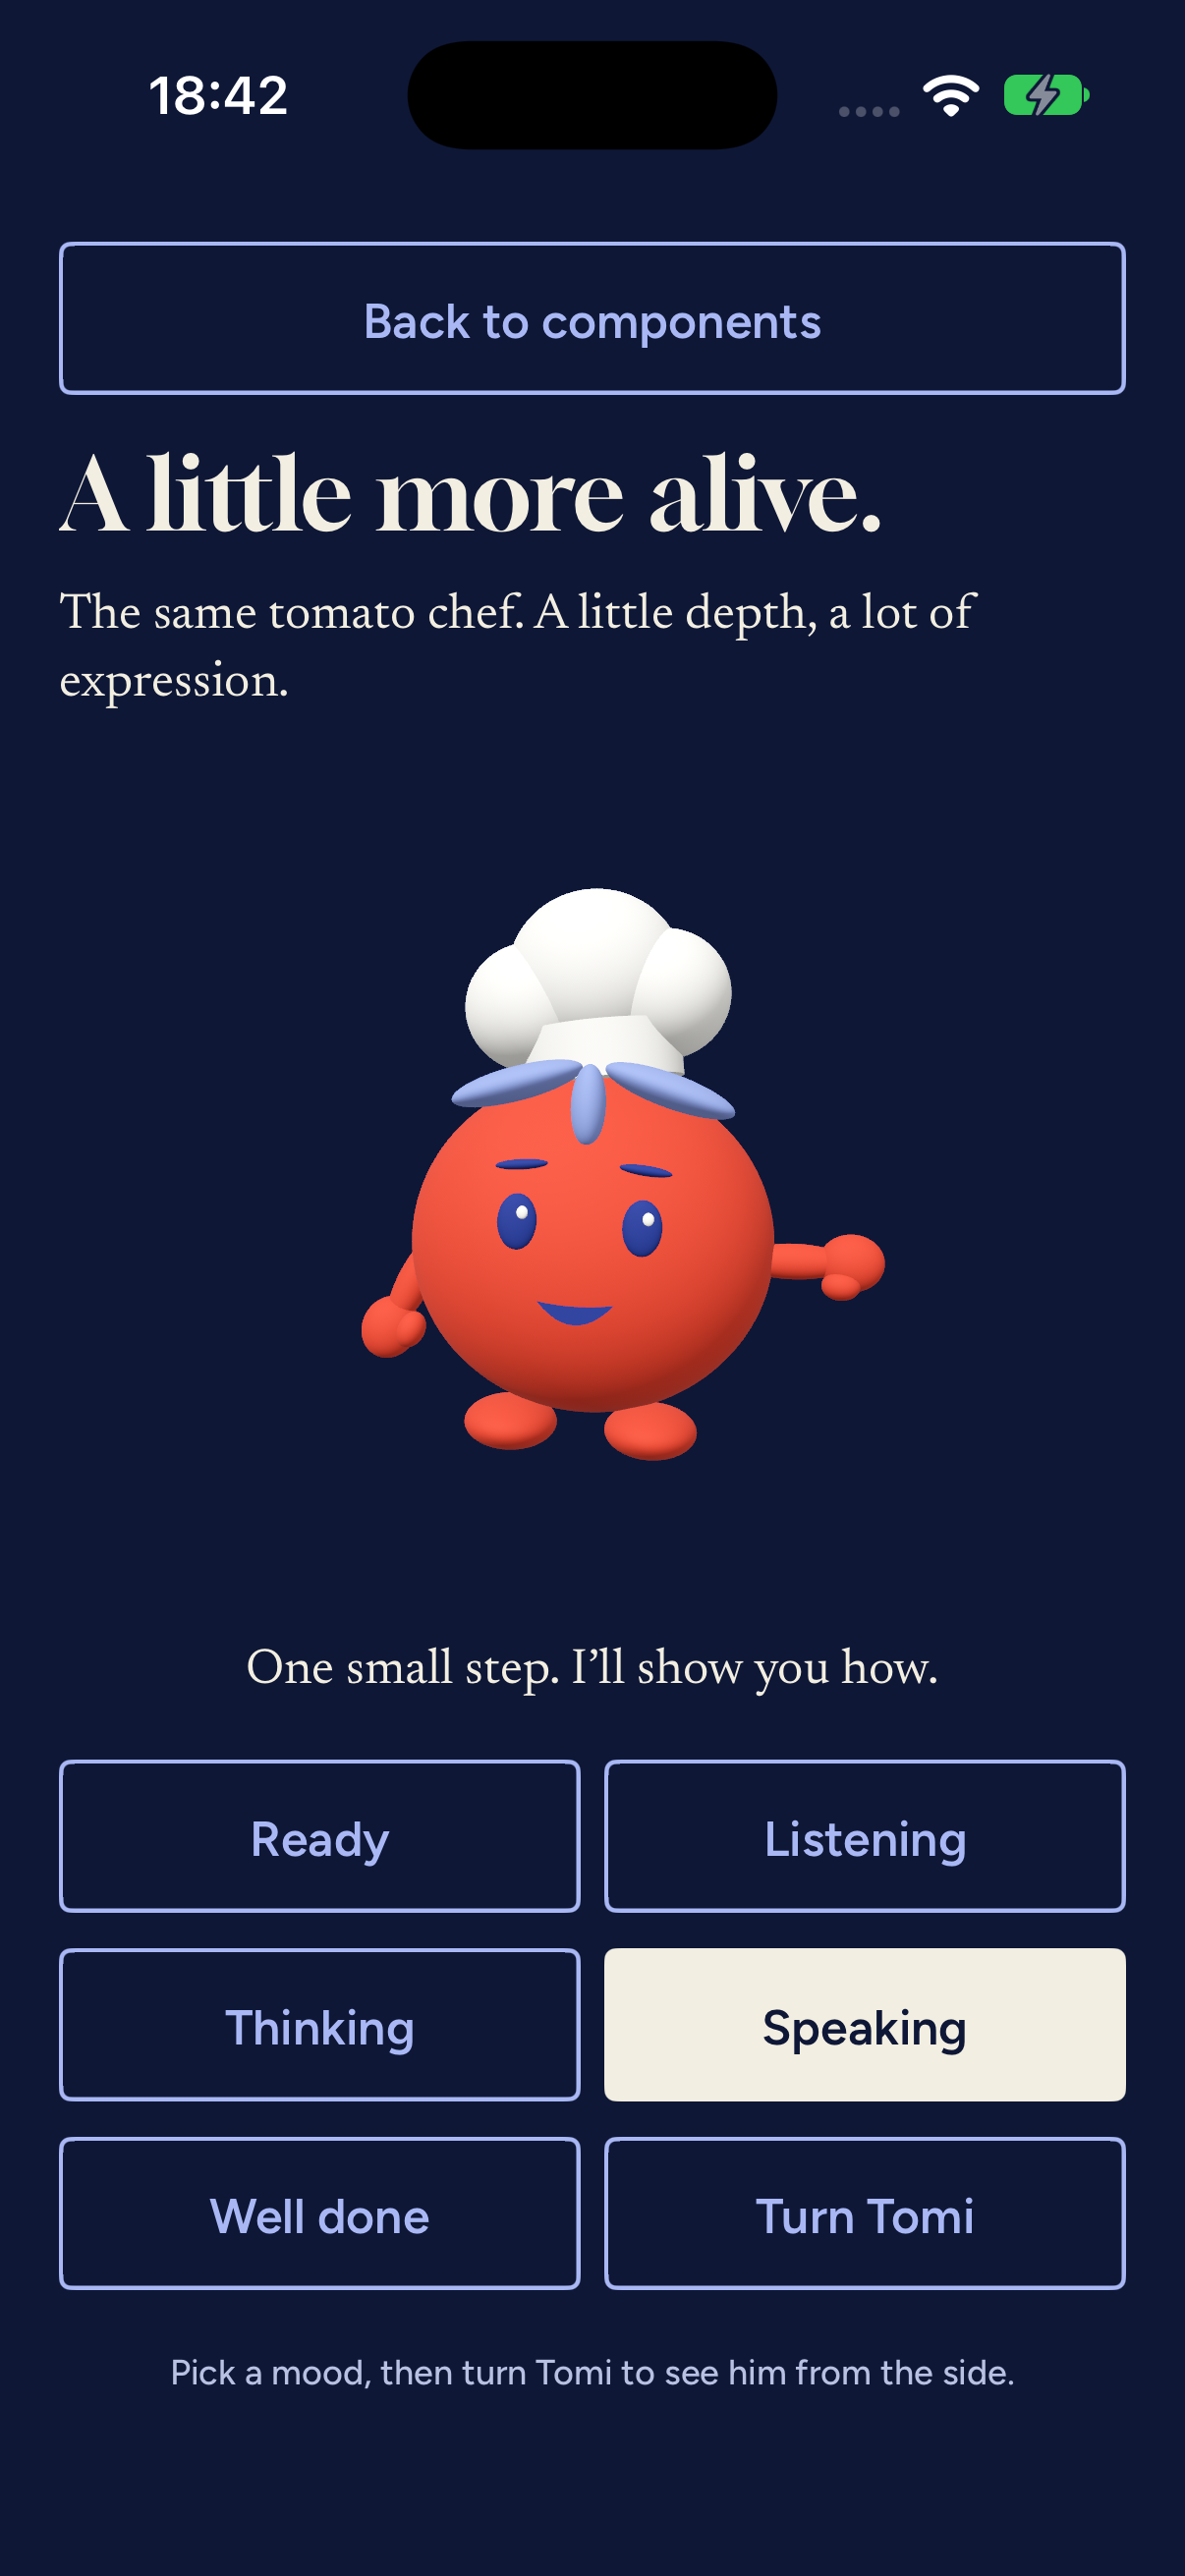 18:42
Back to components
A little more alive.
The same tomato chef. A little depth, a lot of
expression.
One small step. I’ll show you how.
Ready
Listening
Thinking
Speaking
Well done
Turn Tomi
Pick a mood, then turn Tomi to see him from the side.